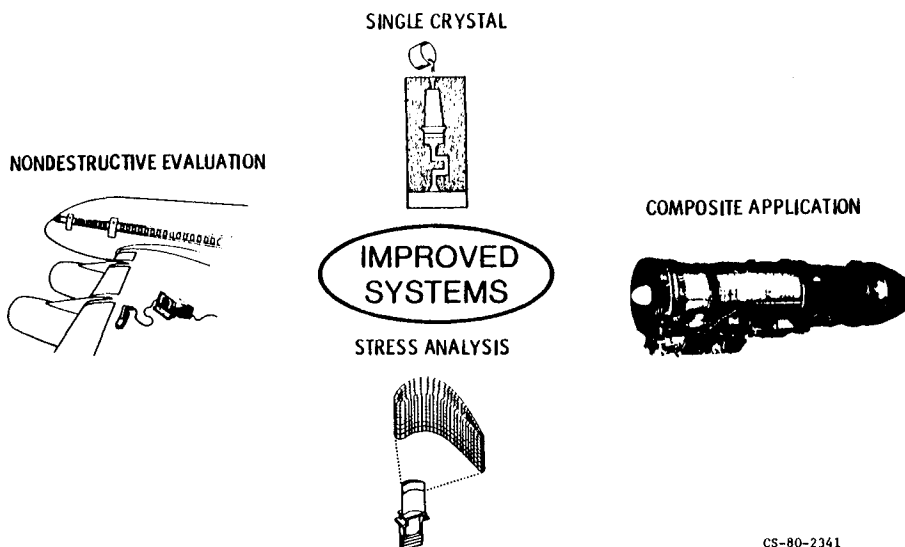 SINGLE CRYSTAL
NONDESTRUCTIVE EVALUATION
COMPOSITE APPLICATION
IMPROVED
SYSTEMS
STRESS ANALYSIS
CS-80-2341